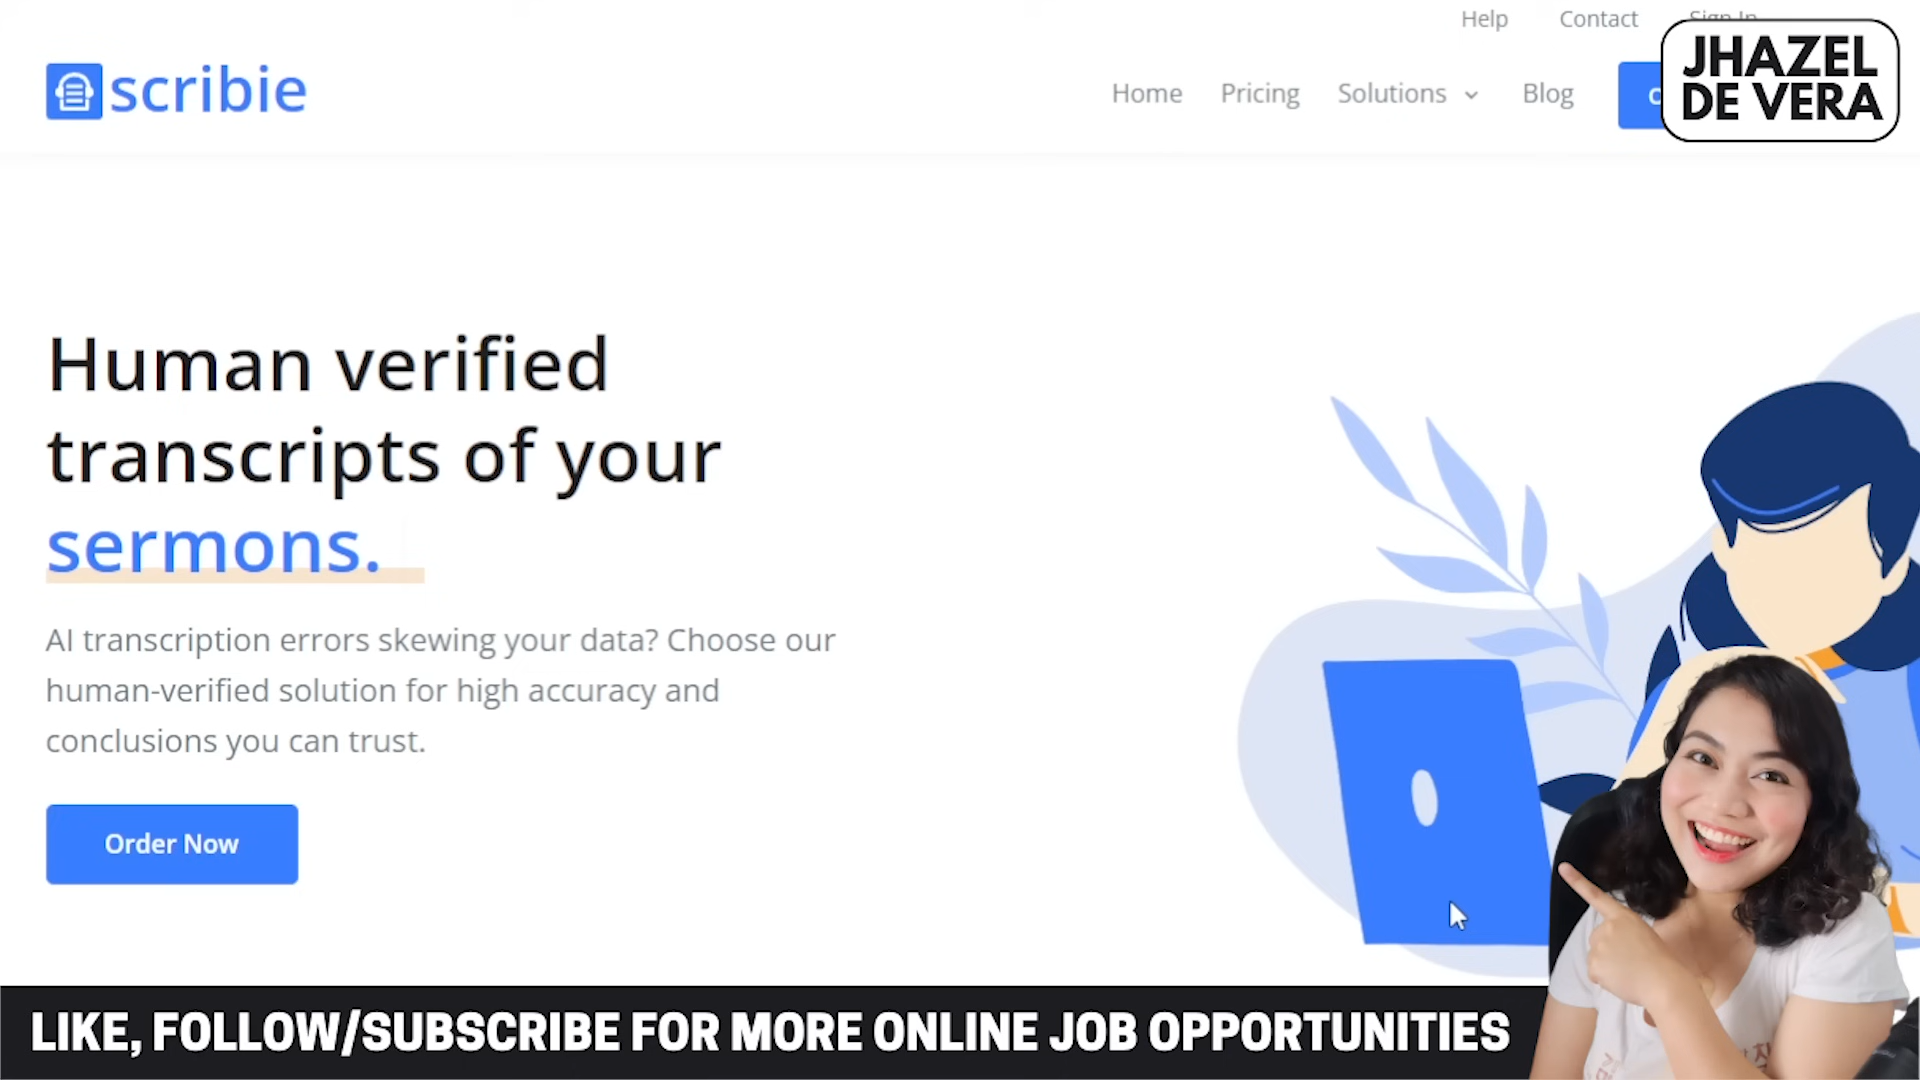 Help Contact Sign In
scribie
Home Pricing Solutions Blog
JHAZEL
DE VERA
Human verified
transcripts of your
sermons.
AI transcription errors skewing your data? Choose our
human-verified solution for high accuracy and
conclusions you can trust.
Order Now
LIKE, FOLLOW/SUBSCRIBE FOR MORE ONLINE JOB OPPORTUNITIES